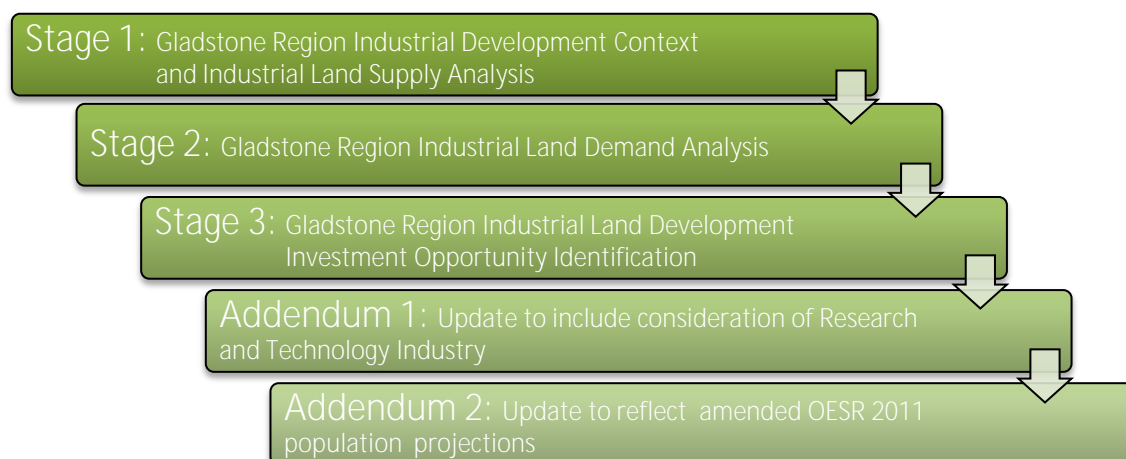 Stage 1: Gladstone Region Industrial Development Context
and Industrial Land Supply Analysis
Stage 2: Gladstone Region Industrial Land Demand Analysis
Stage 3: Gladstone Region Industrial Land Development
Investment Opportunity Identification
Addendum 1: Update to include consideration of Research
and Technology Industry
Addendum 2: Update to reflect amended OESR 2011
population projections